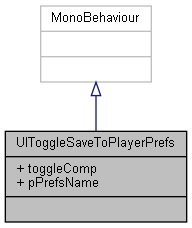 MonoBehaviour
UIToggleSaveToPlayerPrefs
+ toggleComp
+ pPrefsName